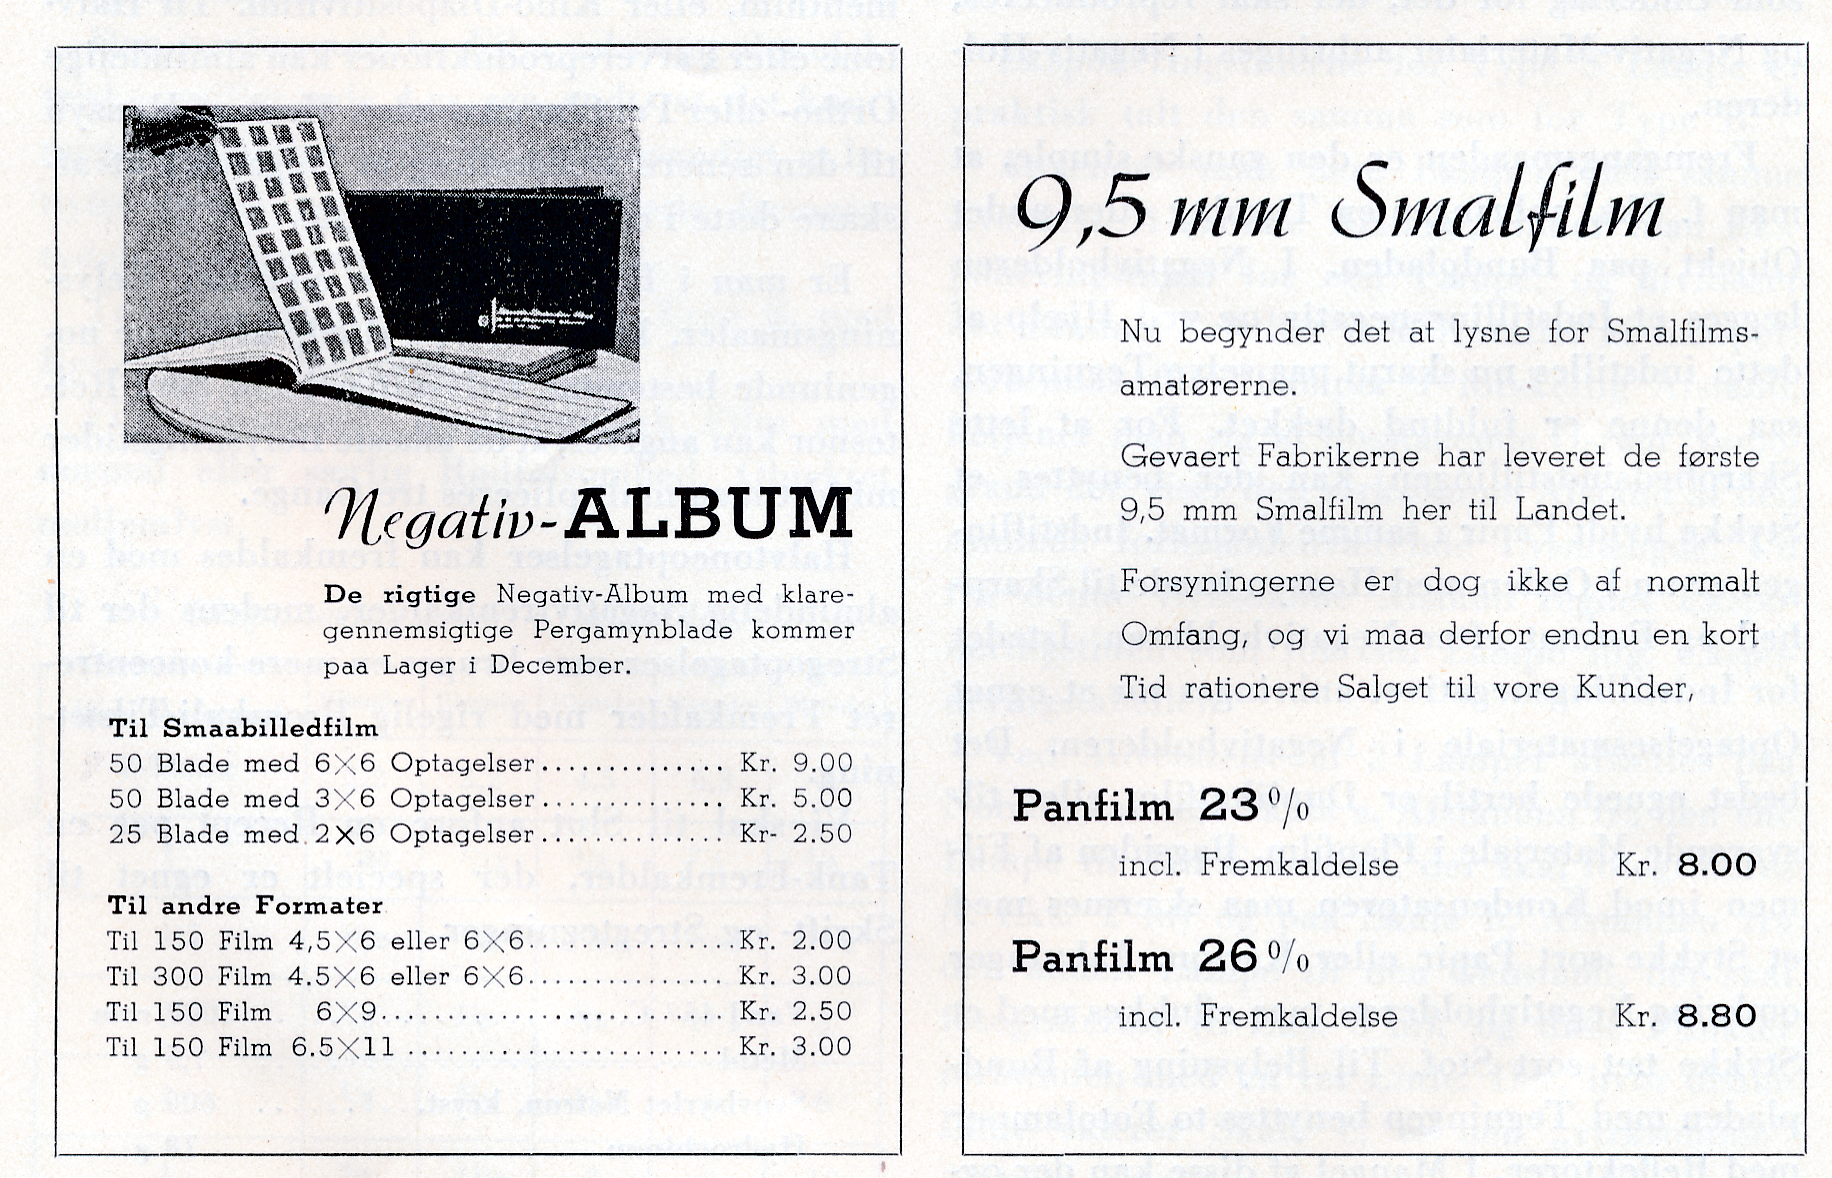 Negativ-ALBUM
De rigtige Negativ-Album med klare-
gennemsigtige Pergamynblade kommer
paa Lager i December.
Til Smaabilledfilm
50 Blade med 6×6 Optagelser.............. Kr. 9.00
50 Blade med 3×6 Optagelser.............. Kr. 5.00
25 Blade med 2×6 Optagelser.............. Kr- 2.50
Til andre Formater
Til 150 Film 4,5×6 eller 6×6................Kr. 2.00
Til 300 Film 4.5×6 eller 6×6............... Kr. 3.00
Til 150 Film 6×9.......................... Kr. 2.50
Til 150 Film 6.5×11 ........................ Kr. 3.00
9,5 mm Smalfilm
Nu begynder det at lysne for Smalfilms-
amatørerne.
Gevaert Fabrikerne har leveret de første
9,5 mm Smalfilm her til Landet.
Forsyningerne er dog ikke af normalt
Omfang, og vi maa derfor endnu en kort
Tid rationere Salget til vore Kunder,
Panfilm 23 %
incl. Fremkaldelse Kr. 8.00
Panfilm 26 %
incl. Fremkaldelse Kr. 8.80